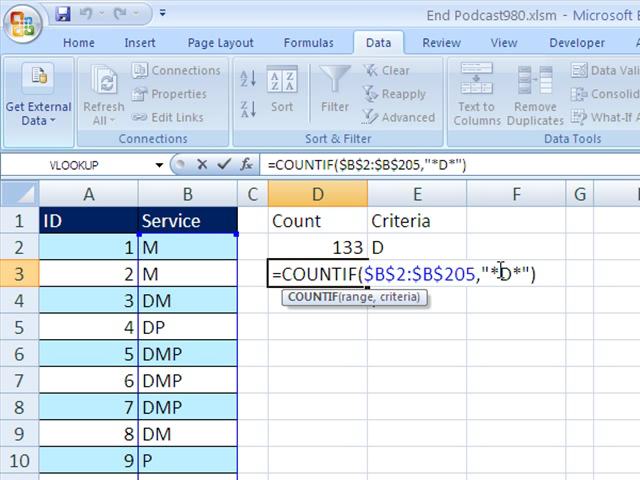 End Podcast980.xlsm - Microsoft
Home Insert Page Layout Formulas Data Review View Developer
Get External Data
Refresh All
Connections
Properties
Edit Links
Connections
Sort
Filter
Clear
Reapply
Advanced
Sort & Filter
Text to Columns
Remove Duplicates
Data Vali
Consolid
What-If A
Data Tools
VLOOKUP fx =COUNTIF($B$2:$B$205,"*D*")
A B C D E F G
1 ID Service Count Criteria
2 1 M 133 D
3 2 M =COUNTIF($B$2:$B$205,"*D*")
COUNTIF(range, criteria)
4 3 DM
5 4 DP
6 5 DMP
7 6 DMP
8 7 DMP
9 8 DM
10 9 P